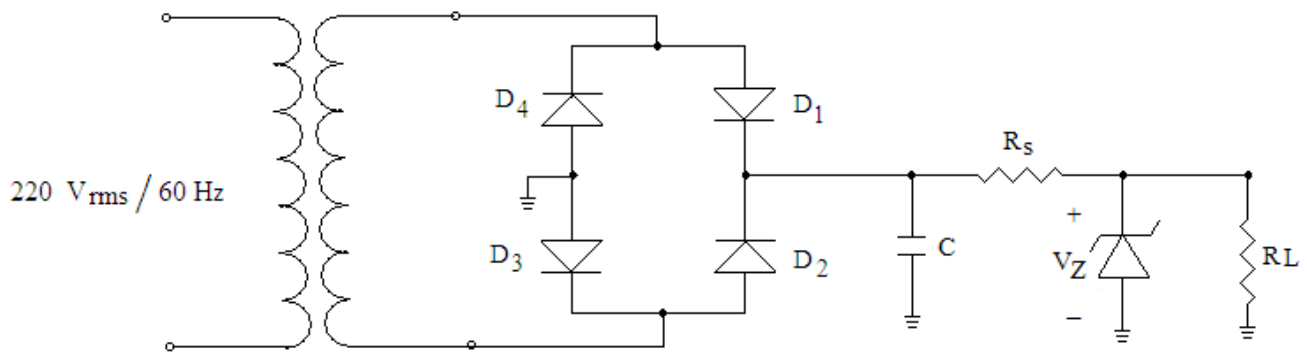 220 Vrms / 60 Hz
D4
D1
D3
D2
C
Rs
+
VZ
–
RL